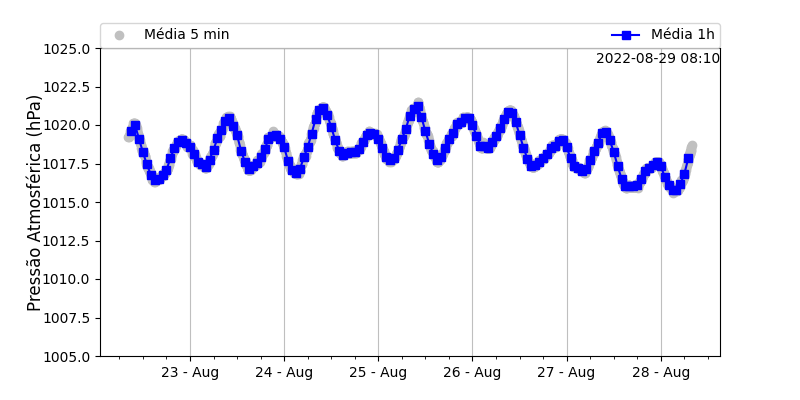 Média 5 min
Média 1h
2022-08-29 08:10
Pressão Atmosférica (hPa)
1025.0
1022.5
1020.0
1017.5
1015.0
1012.5
1010.0
1007.5
1005.0
23 - Aug
24 - Aug
25 - Aug
26 - Aug
27 - Aug
28 - Aug